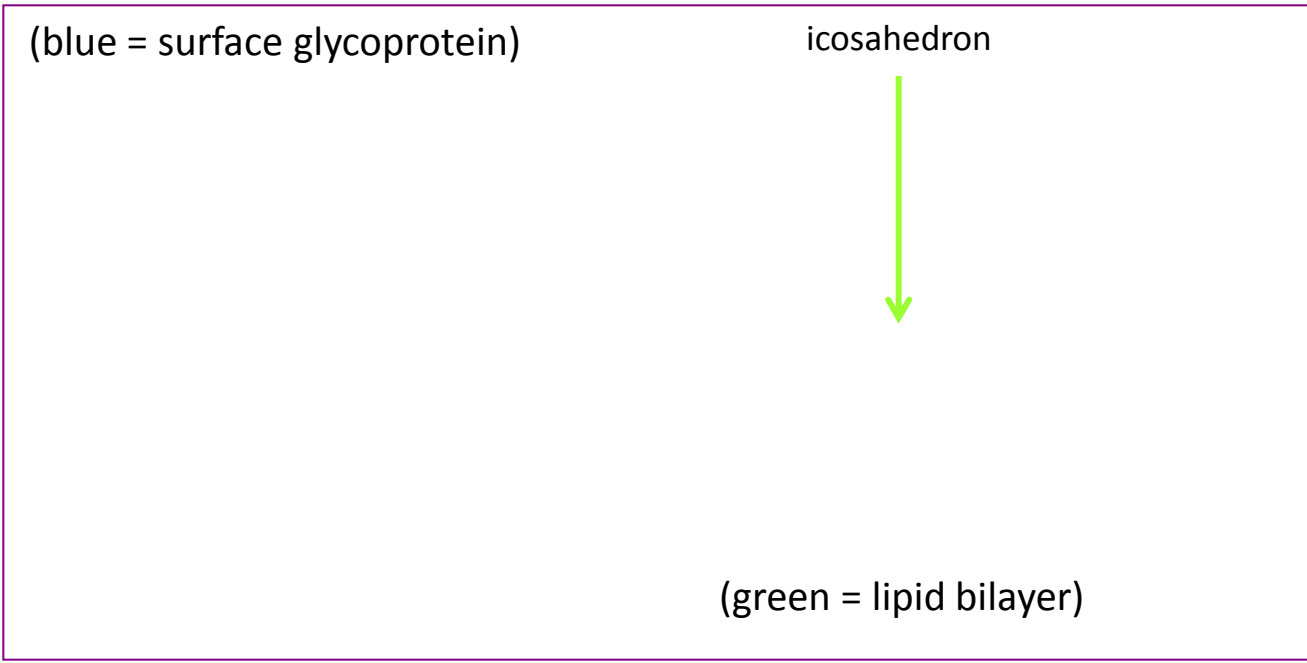 (blue = surface glycoprotein)
icosahedron
(green = lipid bilayer)